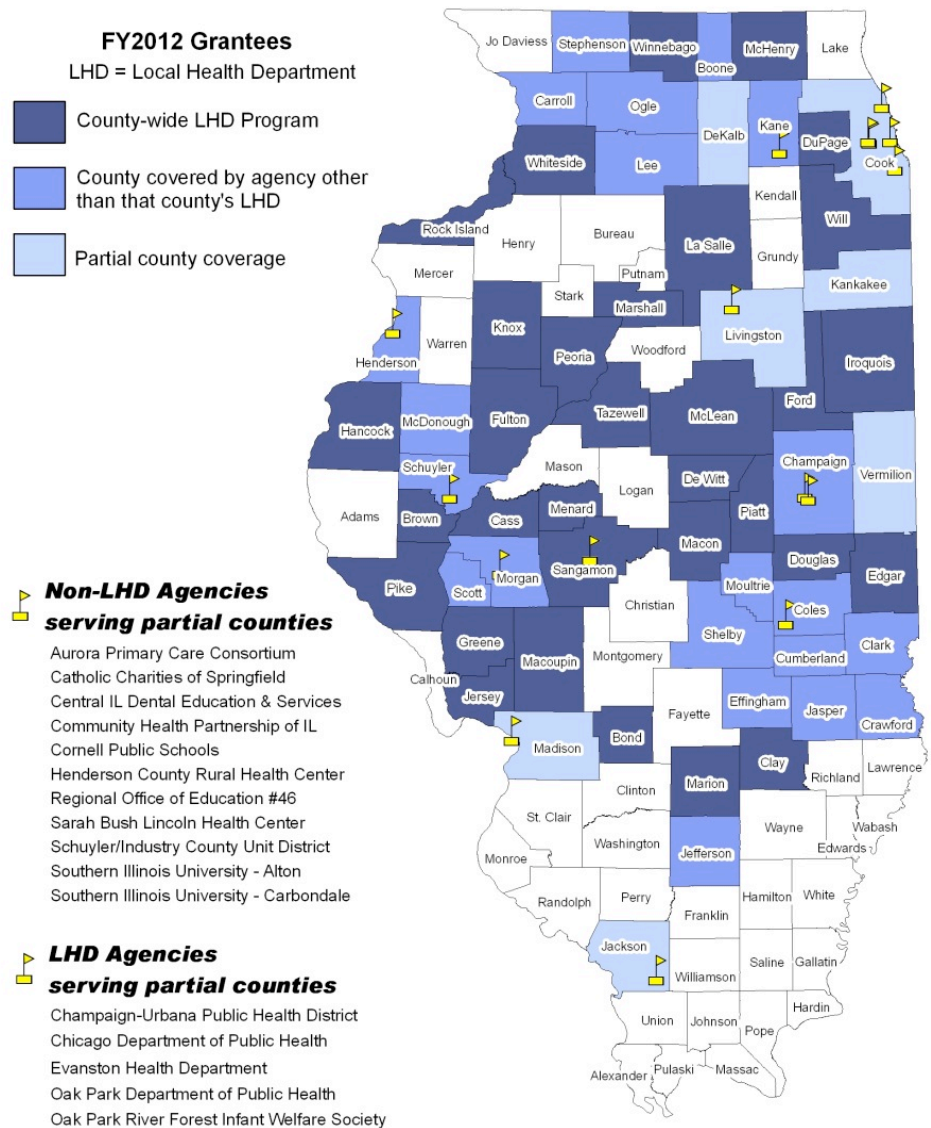 FY2012 Grantees
LHD = Local Health Department
County-wide LHD Program
County covered by agency other
than that county's LHD
Partial county coverage
Non-LHD Agencies
serving partial counties
Aurora Primary Care Consortium
Catholic Charities of Springfield
Central IL Dental Education & Services
Community Health Partnership of IL
Cornell Public Schools
Henderson County Rural Health Center
Regional Office of Education #46
Sarah Bush Lincoln Health Center
Schuyler/Industry County Unit District
Southern Illinois University - Alton
Southern Illinois University - Carbondale
LHD Agencies
serving partial counties
Champaign-Urbana Public Health District
Chicago Department of Public Health
Evanston Health Department
Oak Park Department of Public Health
Oak Park River Forest Infant Welfare Society
Jo Daviess
Stephenson
Winnebago
Boone
McHenry
Lake
Carroll
Ogle
DeKalb
Kane
DuPage
Cook
Whiteside
Lee
Kendall
Will
Rock Island
Henry
Bureau
La Salle
Grundy
Mercer
Putnam
Kankakee
Stark
Marshall
Knox
Warren
Henderson
Peoria
Woodford
Livingston
Iroquois
Ford
Hancock
McDonough
Fulton
Tazewell
McLean
Schuyler
Mason
Logan
De Witt
Champaign
Vermilion
Adams
Brown
Cass
Menard
Piatt
Macon
Pike
Scott
Morgan
Sangamon
Douglas
Edgar
Moultrie
Coles
Christian
Shelby
Greene
Macoupin
Montgomery
Cumberland
Clark
Calhoun
Jersey
Fayette
Effingham
Jasper
Crawford
Madison
Bond
Clay
Richland
Lawrence
Marion
Clinton
St. Clair
Washington
Wayne
Wabash
Edwards
Monroe
Jefferson
Randolph
Perry
Hamilton
White
Franklin
Jackson
Williamson
Saline
Gallatin
Union
Johnson
Pope
Hardin
Alexander
Pulaski
Massac